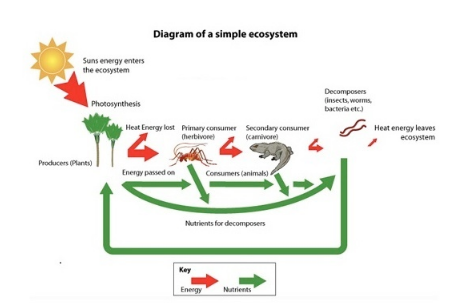 Diagram of a simple ecosystem
Suns energy enters
the ecosystem
Photosynthesis
Decomposers
(insects,worms,
bacteria etc.)
Heat Energy lost
Primary consumer
(herbivore)
Secondary consumer
(carnivore)
Heat energy leaves
ecosystem
Producers (Plants)
Energy passed on
Consumers (animals)
Nutrients for decomposers
Key
Energy
Nutrients